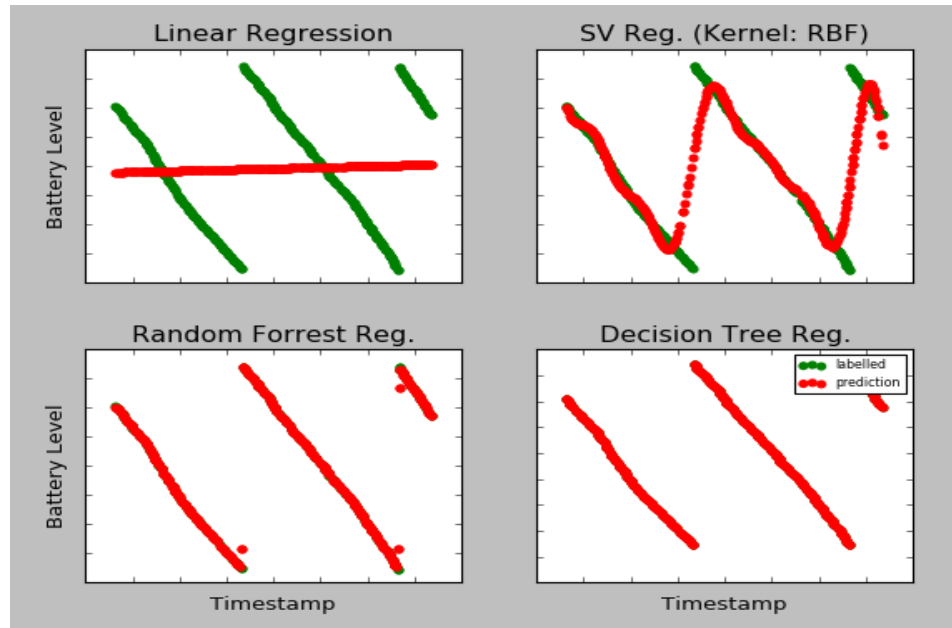 Linear Regression
SV Reg. (Kernel: RBF)
Battery Level
Random Forrest Reg.
Decision Tree Reg.
labelled
prediction
Battery Level
Timestamp
Timestamp